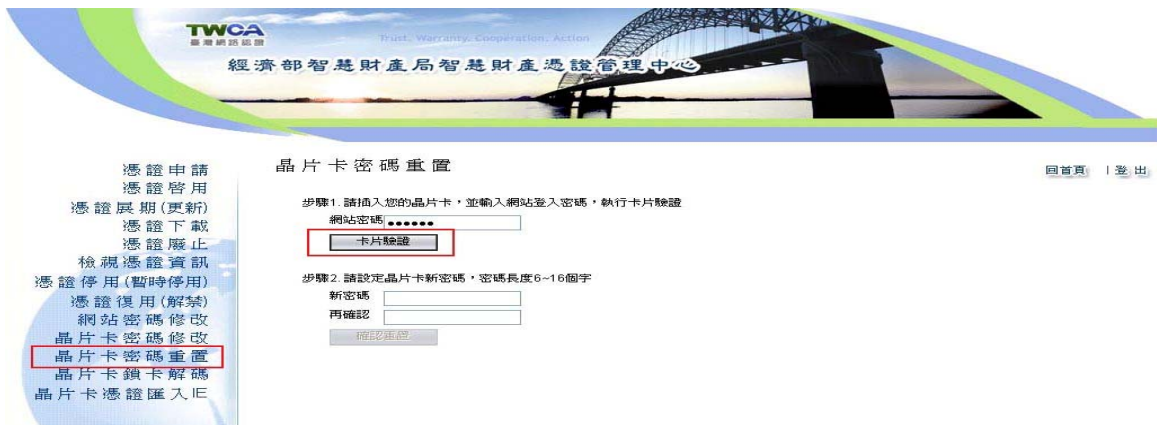 TWCA
臺灣網路認證
Trust. Warranty. Cooperation. Action
經濟部智慧財產局智慧財產憑證管理中心
憑證申請
憑證啓用
憑證展期(更新)
憑證下載
憑證廢止
檢視憑證資訊
憑證停用(暫時停用)
憑證復用(解禁)
網站密碼修改
晶片卡密碼修改
晶片卡密碼重置
晶片卡鎖卡解碼
晶片卡憑證匯入IE
晶片卡密碼重置
回首頁 | 登出
步驟1.請插入您的晶片卡，並輸入網站登入密碼，執行卡片驗證
網站密碼 ●●●●●●
卡片驗證
步驟2.請設定晶片卡新密碼，密碼長度6~16個字
新密碼
再確認
確認重置